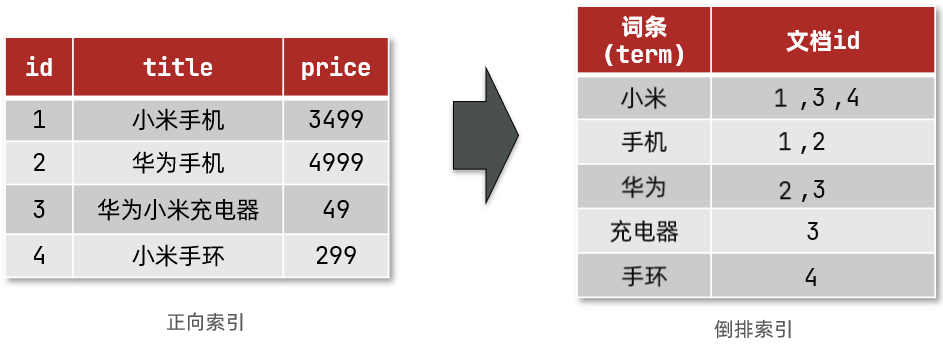 id title price
1 小米手机 3499
2 华为手机 4999
3 华为小米充电器 49
4 小米手环 299
正向索引
词条
(term) 文档id
小米 1 ,3 ,4
手机 1 ,2
华为 2 ,3
充电器 3
手环 4
倒排索引